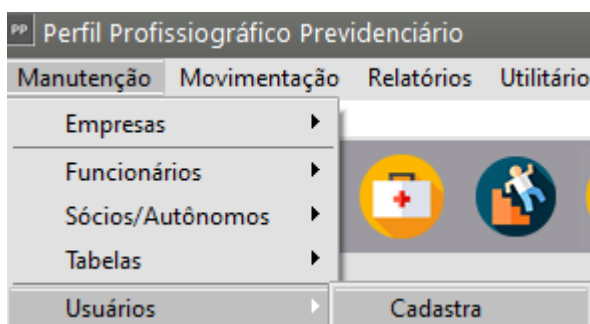 PP Perfil Profissiográfico Previdenciário
Manutenção Movimentação Relatórios Utilitário
Empresas
Funcionários
Sócios/Autônomos
Tabelas
Usuários Cadastra